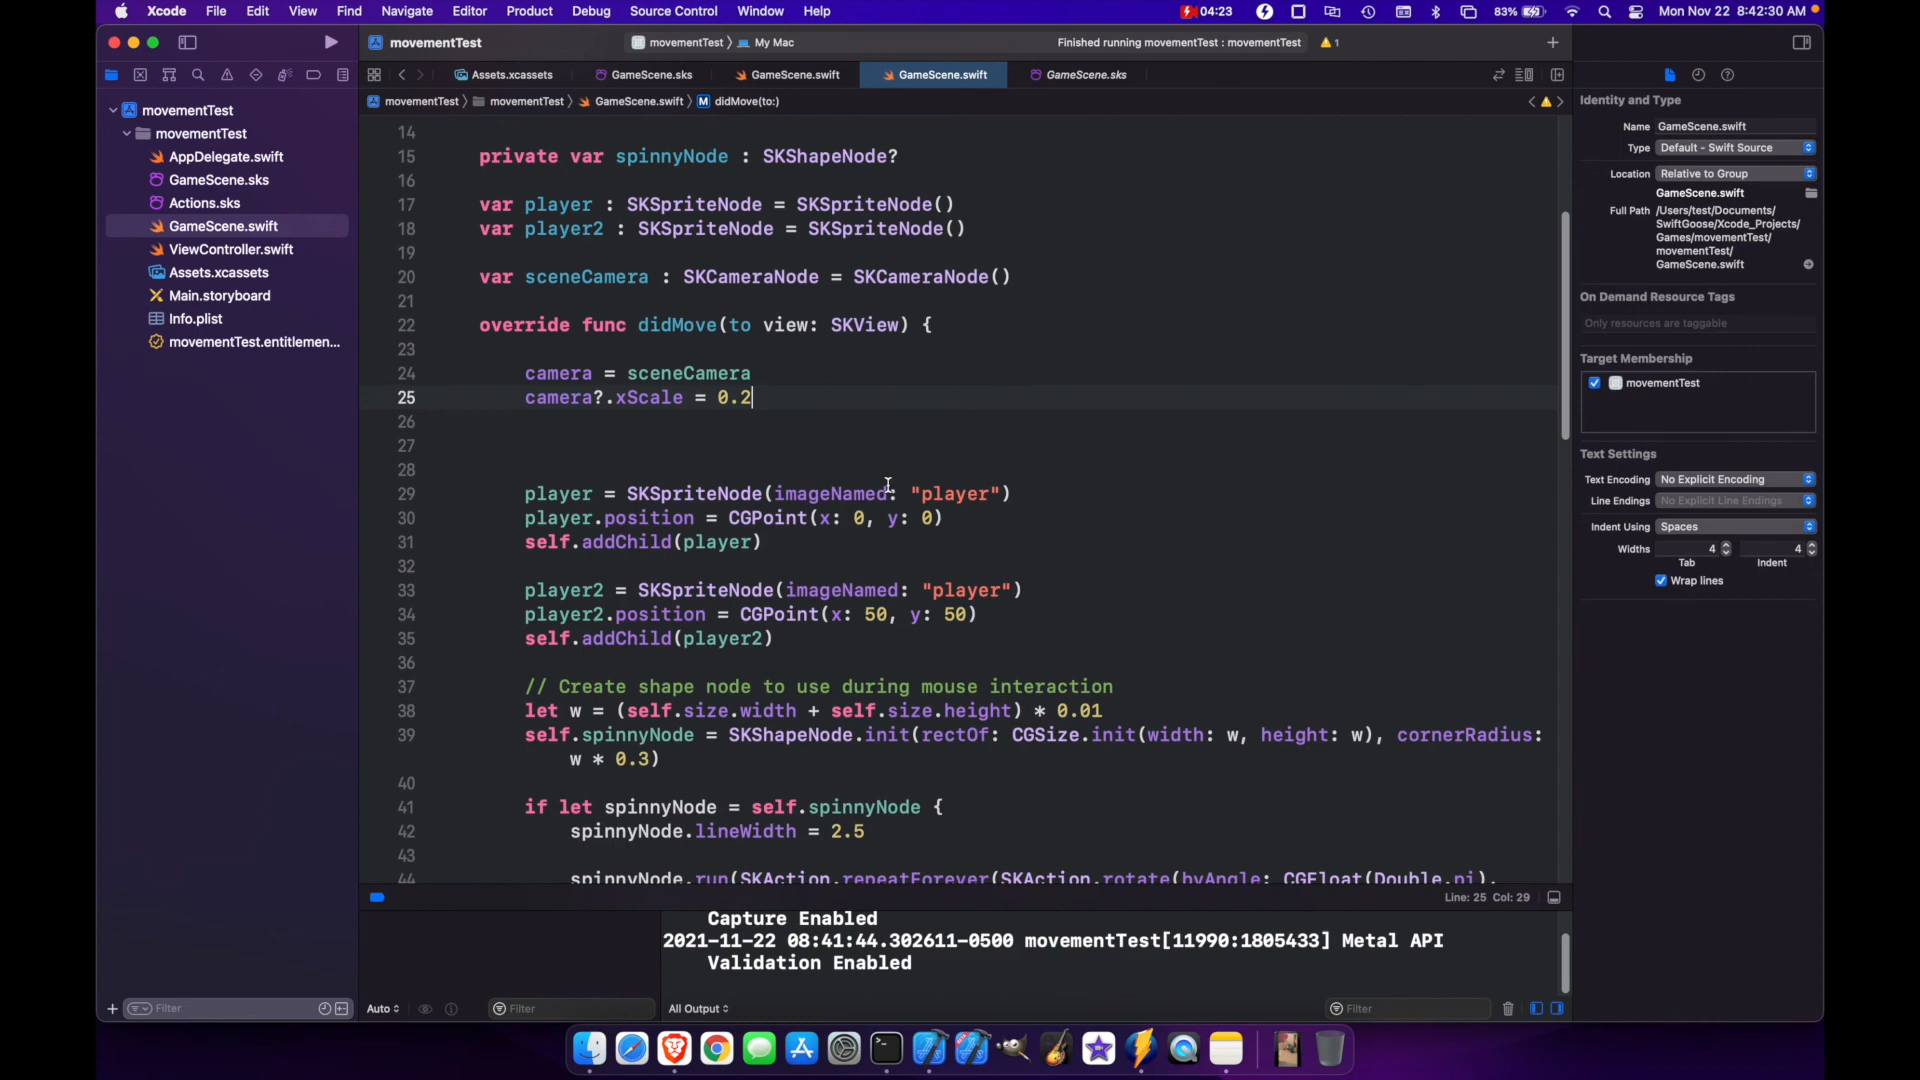 Xcode File Edit View Find Navigate Editor Product Debug Source Control Window Help 04:23 83% Mon Nov 22 8:42:30 AM
movementTest movementTest 〉 My Mac Finished running movementTest : movementTest 1
Assets.xcassets GameScene.sks GameScene.swift GameScene.swift GameScene.sks
movementTest 〉 movementTest 〉 GameScene.swift 〉 M didMove(to:)
movementTest
movementTest
AppDelegate.swift
GameScene.sks
Actions.sks
GameScene.swift
ViewController.swift
Assets.xcassets
Main.storyboard
Info.plist
movementTest.entitlemen...
Filter
14
15 private var spinnyNode : SKShapeNode?
16
17 var player : SKSpriteNode = SKSpriteNode()
18 var player2 : SKSpriteNode = SKSpriteNode()
19
20 var sceneCamera : SKCameraNode = SKCameraNode()
21
22 override func didMove(to view: SKView) {
23
24 camera = sceneCamera
25 camera?.xScale = 0.2
26
27
28
29 player = SKSpriteNode(imageNamed: "player")
30 player.position = CGPoint(x: 0, y: 0)
31 self.addChild(player)
32
33 player2 = SKSpriteNode(imageNamed: "player")
34 player2.position = CGPoint(x: 50, y: 50)
35 self.addChild(player2)
36
37 // Create shape node to use during mouse interaction
38 let w = (self.size.width + self.size.height) * 0.01
39 self.spinnyNode = SKShapeNode.init(rectOf: CGSize.init(width: w, height: w), cornerRadius:
w * 0.3)
40
41 if let spinnyNode = self.spinnyNode {
42 spinnyNode.lineWidth = 2.5
43
44 spinnyNode.run(SKAction.repeatForever(SKAction.rotate(byAngle: CGFloat(Double.pi),
Line: 25 Col: 29
Capture Enabled
2021-11-22 08:41:44.302611-0500 movementTest[11990:1805433] Metal API
Validation Enabled
Auto Filter All Output Filter
Identity and Type
Name GameScene.swift
Type Default - Swift Source
Location Relative to Group
GameScene.swift
Full Path /Users/test/Documents/
SwiftGoose/Xcode_Projects/
Games/movementTest/
movementTest/
GameScene.swift
On Demand Resource Tags
Only resources are taggable
Target Membership
movementTest
Text Settings
Text Encoding No Explicit Encoding
Line Endings No Explicit Line Endings
Indent Using Spaces
Widths 4 4
Tab Indent
Wrap lines